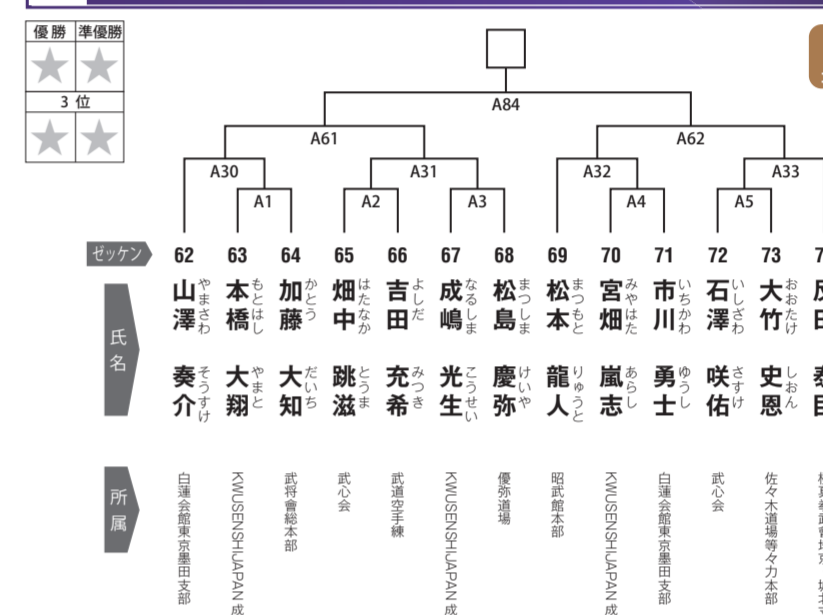 優勝 準優勝
3 位
A84
A61 A62
A30 A31 A32 A33
A1 A2 A3 A4 A5
ゼッケン 62 63 64 65 66 67 68 69 70 71 72 73
氏名
山澤 奏介 やまさわ そうすけ
本橋 大翔 もとはし やまと
加藤 大知 かとう だいち
畑中 跳滋 はたなか とうま
吉田 充希 よしだ みつき
成嶋 光生 なるしま こうせい
松島 慶弥 まつしま けいや
松本 龍人 まつもと りゅうと
宮畑 嵐志 みやはた あらし
市川 勇士 いちかわ ゆうし
石澤 咲佑 いしざわ さすけ
大竹 史恩 おおたけ しおん
所属
白蓮会館東京墨田支部
KWUSENSHIJAPAN 成
武将會総本部
武心会
武道空手練
KWUSENSHIJAPAN 成
優弥道場
昭武館本部
KWUSENSHIJAPAN 成
白蓮会館東京墨田支部
武心会
佐々木道場等々力本部